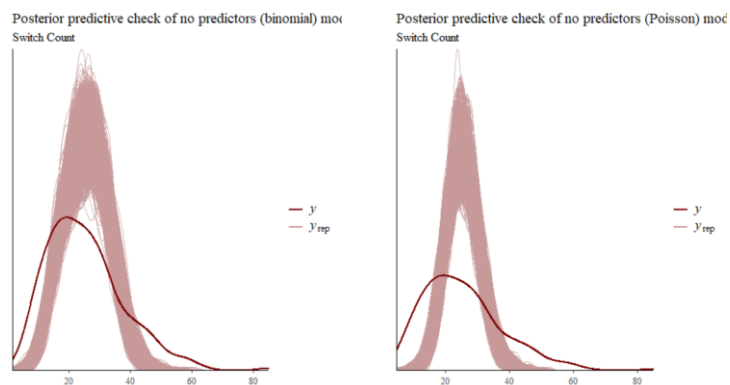 Posterior predictive check of no predictors (binomial) mo
Switch Count
y
y rep
20
40
60
80
Posterior predictive check of no predictors (Poisson) mod
Switch Count
y
y rep
20
40
60
80